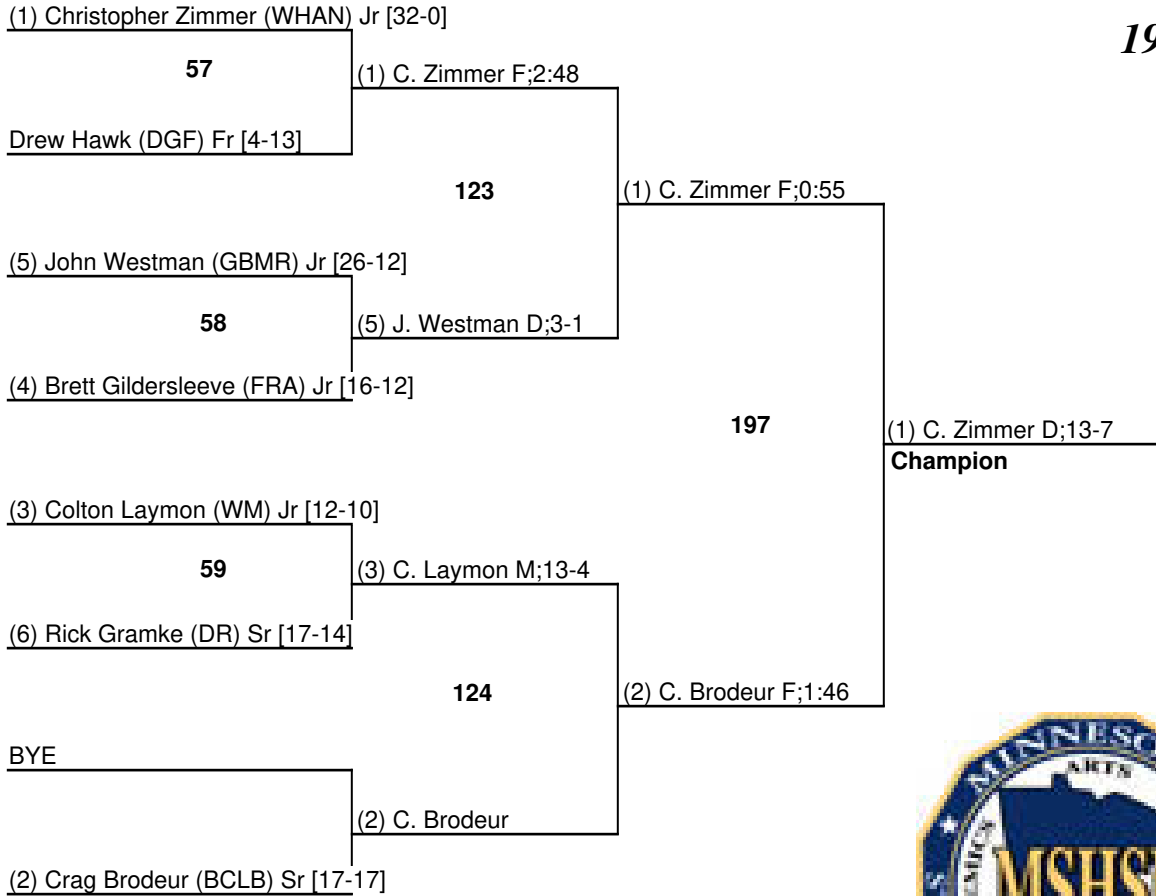 (1) Christopher Zimmer (WHAN) Jr [32-0]
19
57
(1) C. Zimmer F;2:48
Drew Hawk (DGF) Fr [4-13]
123
(1) C. Zimmer F;0:55
(5) John Westman (GBMR) Jr [26-12]
58
(5) J. Westman D;3-1
(4) Brett Gildersleeve (FRA) Jr [16-12]
197
(1) C. Zimmer D;13-7
Champion
(3) Colton Laymon (WM) Jr [12-10]
59
(3) C. Laymon M;13-4
(6) Rick Gramke (DR) Sr [17-14]
124
(2) C. Brodeur F;1:46
BYE
(2) C. Brodeur
(2) Crag Brodeur (BCLB) Sr [17-17]
MINNESO
ARTS
MSHS